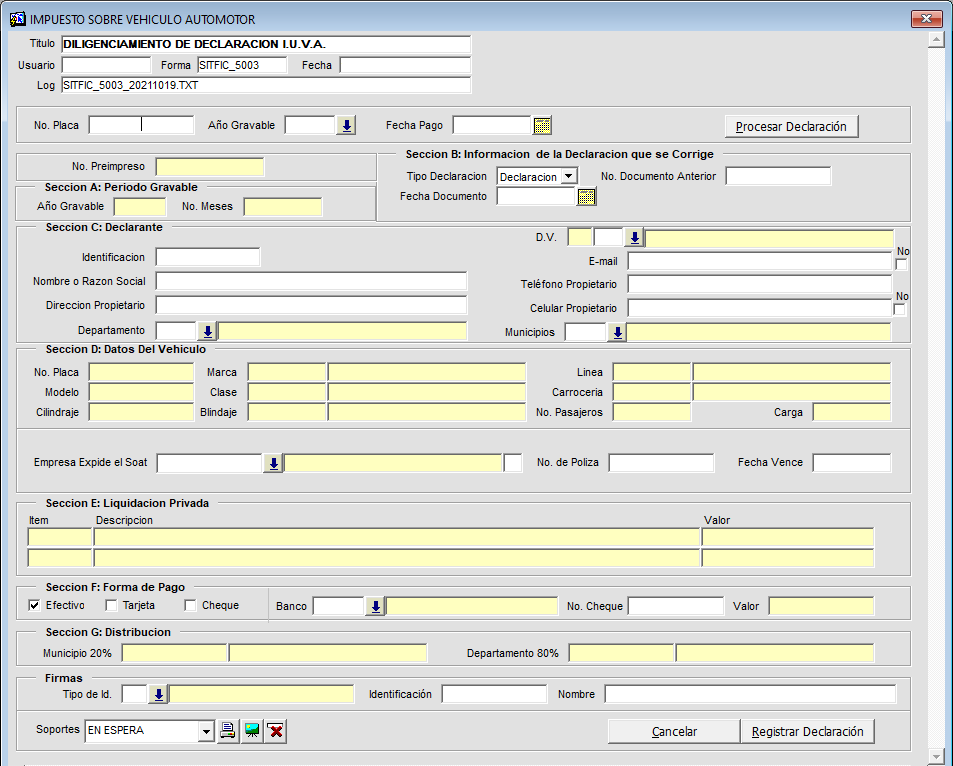 IMPUESTO SOBRE VEHICULO AUTOMOTOR
Titulo DILIGENCIAMIENTO DE DECLARACION I.U.V.A.
Usuario Forma SITFIC_5003 Fecha
Log SITFIC_5003_20211019.TXT
No. Placa Año Gravable Fecha Pago Procesar Declaración
No. Preimpreso
Seccion A: Periodo Gravable
Año Gravable No. Meses
Seccion B: Informacion de la Declaracion que se Corrige
Tipo Declaracion Declaracion No. Documento Anterior
Fecha Documento
Seccion C: Declarante
D.V.
Identificacion E-mail No
Nombre o Razon Social Teléfono Propietario
Direccion Propietario Celular Propietario No
Departamento Municipios
Seccion D: Datos Del Vehiculo
No. Placa Marca Linea
Modelo Clase Carroceria
Cilindraje Blindaje No. Pasajeros Carga
Empresa Expide el Soat No. de Poliza Fecha Vence
Seccion E: Liquidacion Privada
Item Descripcion Valor
Seccion F: Forma de Pago
Efectivo Tarjeta Cheque Banco No. Cheque Valor
Seccion G: Distribucion
Municipio 20% Departamento 80%
Firmas
Tipo de Id. Identificación Nombre
Soportes EN ESPERA Cancelar Registrar Declaración